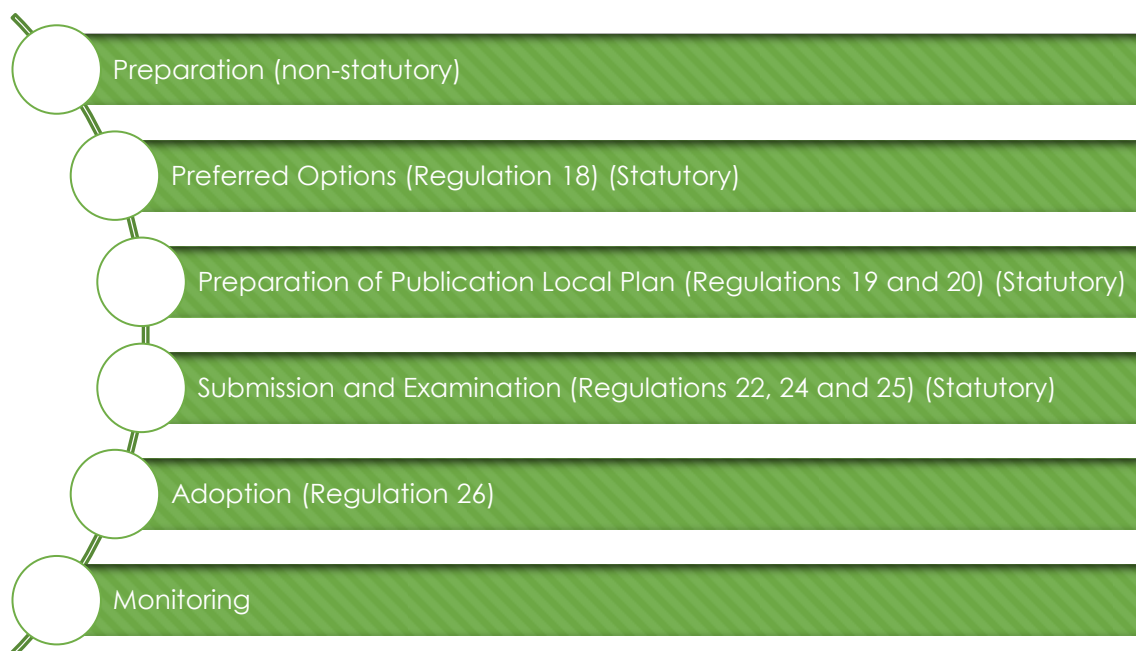 Preparation (non-statutory)
Preferred Options (Regulation 18) (Statutory)
Preparation of Publication Local Plan (Regulations 19 and 20) (Statutory)
Submission and Examination (Regulations 22, 24 and 25) (Statutory)
Adoption (Regulation 26)
Monitoring